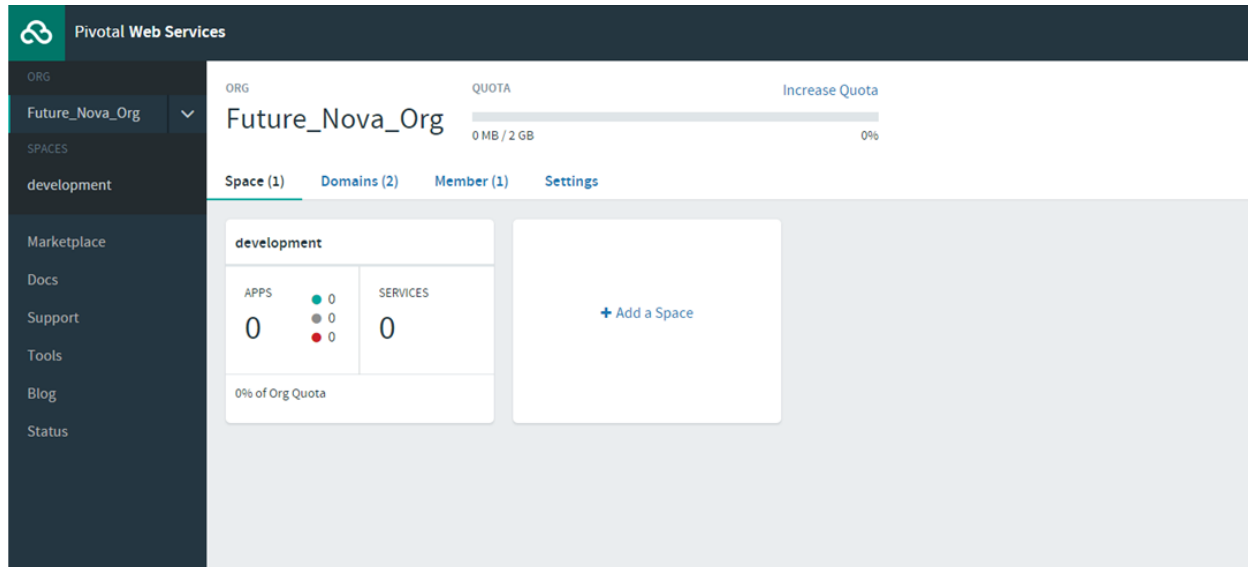 Pivotal Web Services
ORG
Future_Nova_Org
SPACES
development
Marketplace
Docs
Support
Tools
Blog
Status
ORG
Future_Nova_Org
QUOTA
Increase Quota
0 MB / 2 GB
0%
Space (1) Domains (2) Member (1) Settings
development
APPS
0
0
0
0
SERVICES
0
0% of Org Quota
+ Add a Space